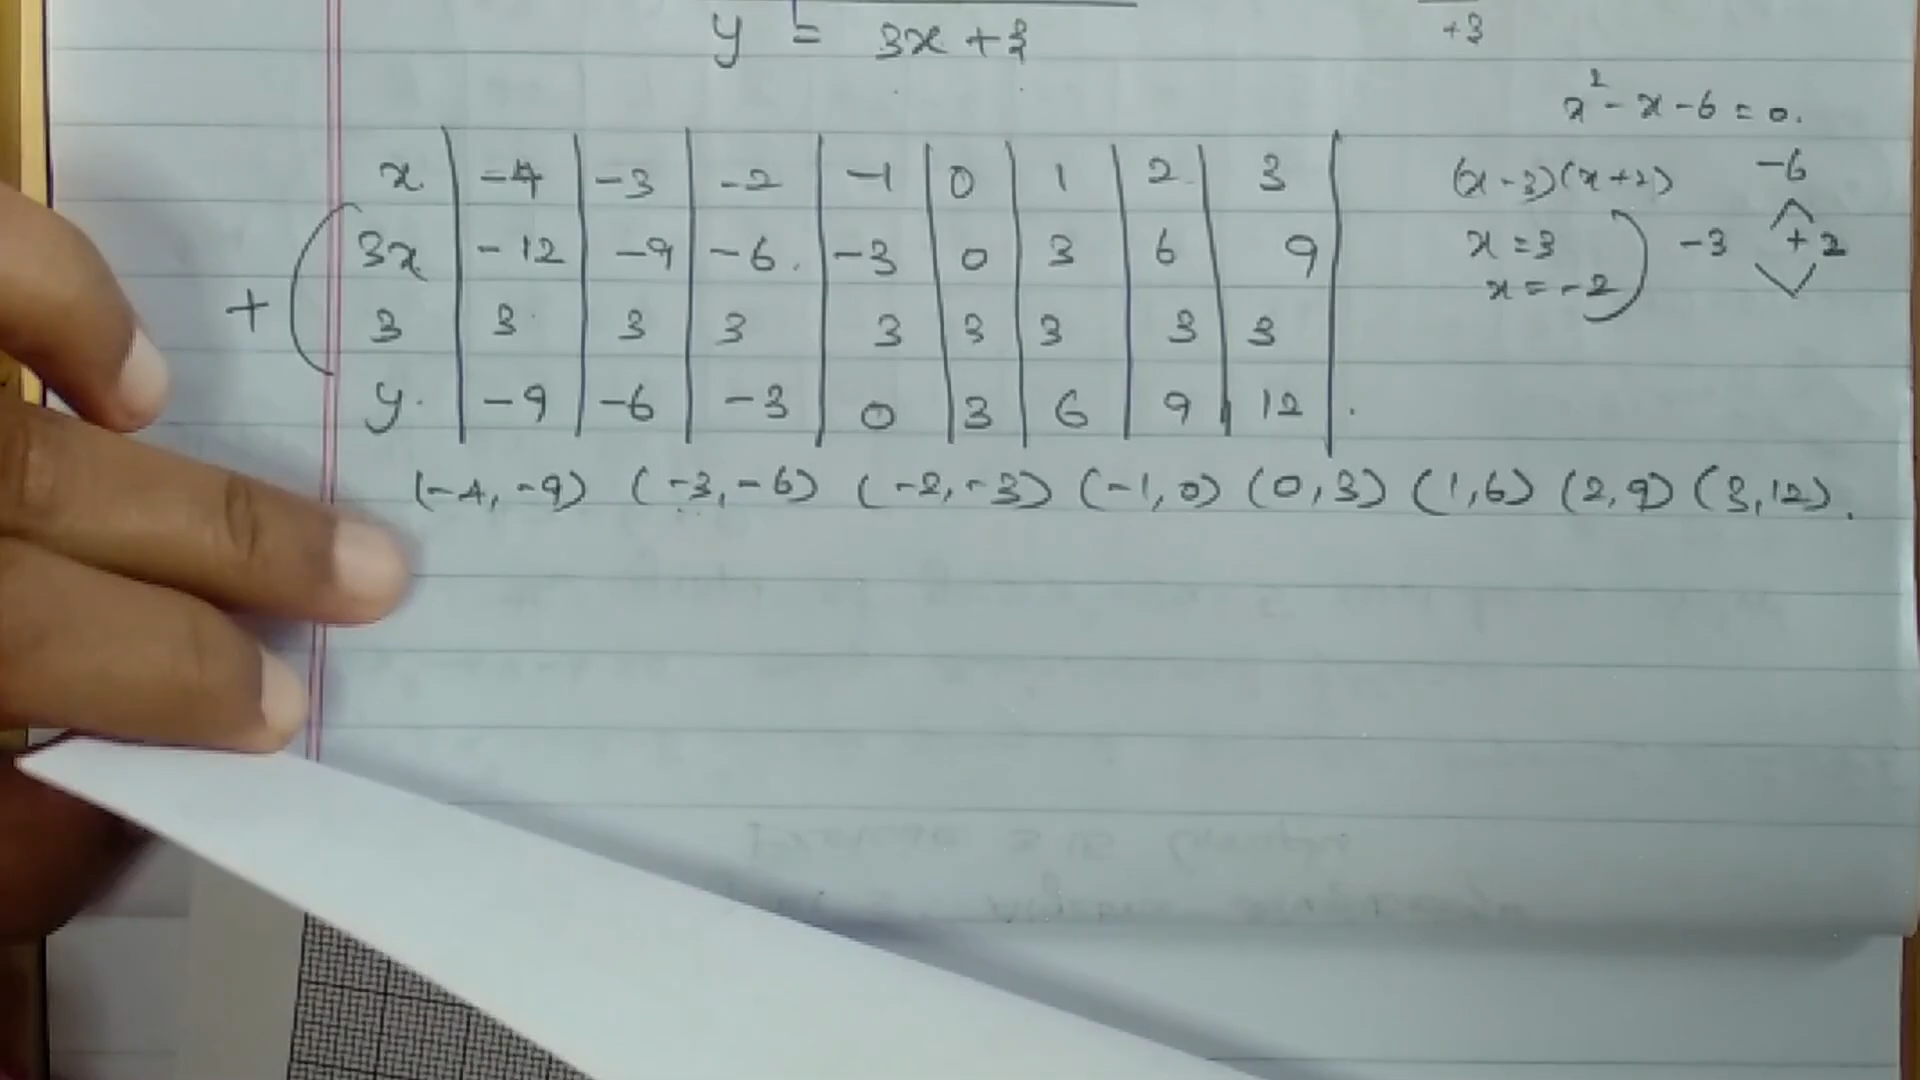 y = 3x + 3
+3
x² - x - 6 = 0.
x -4 -3 -2 -1 0 1 2 3
(x-3)(x+2) -6
3x -12 -9 -6. -3 0 3 6 9
x = 3 -3 +2
x = -2
+ 3 3 3 3 3 3 3 3 3
y. -9 -6 -3 0 3 6 9 12.
(-4, -9) (-3, -6) (-2, -3) (-1, 0) (0, 3) (1, 6) (2, 9) (3, 12).